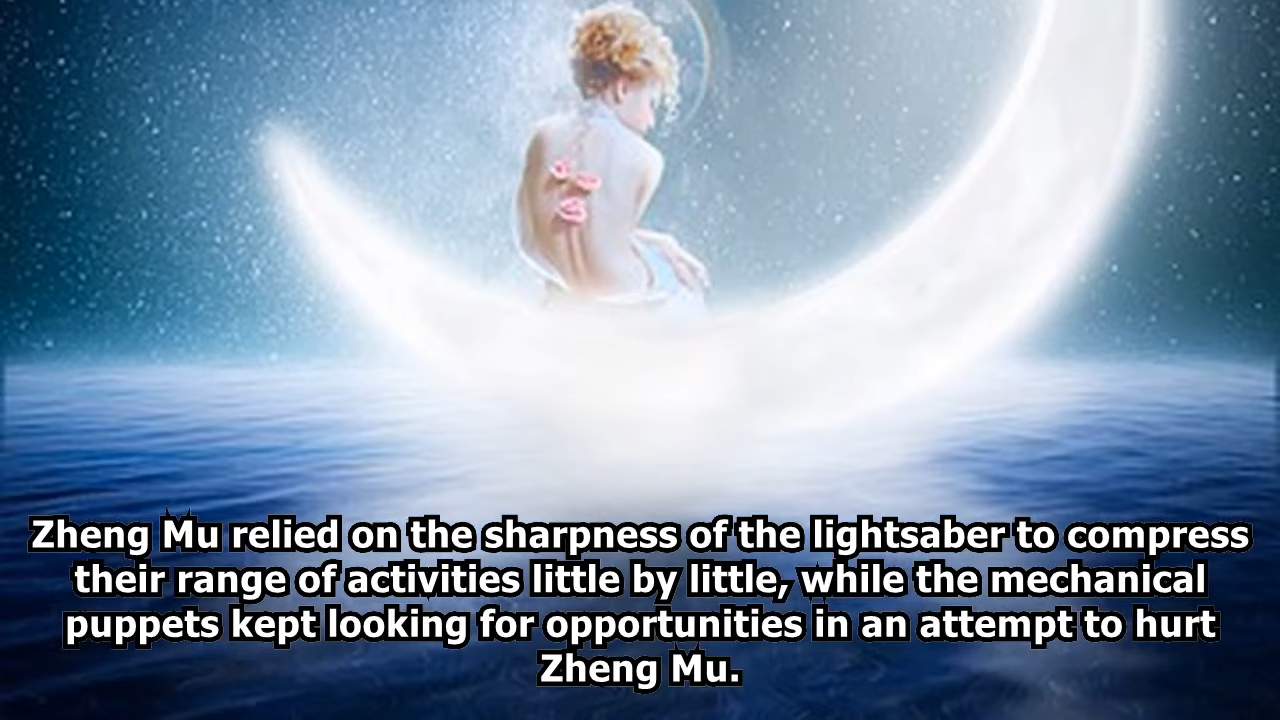 Zheng Mu relied on the sharpness of the lightsaber to compress
their range of activities little by little, while the mechanical
puppets kept looking for opportunities in an attempt to hurt
Zheng Mu.